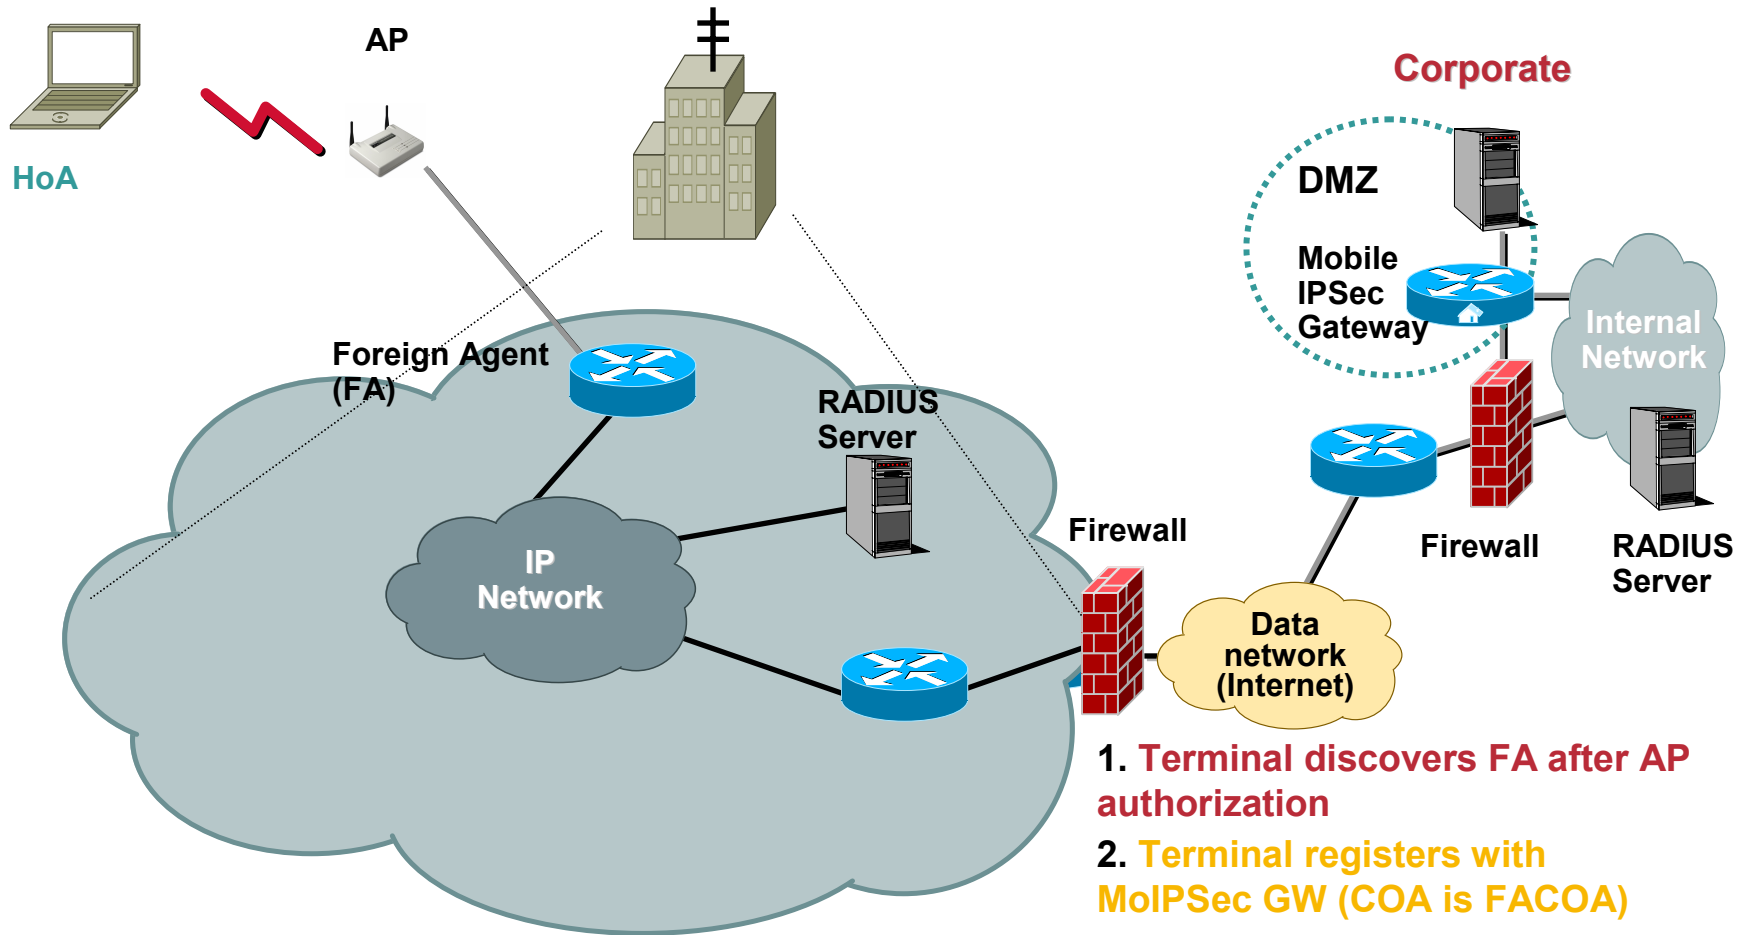 AP
HoA
Corporate
DMZ
Mobile
IPSec
Gateway
Internal
Network
Foreign Agent
(FA)
RADIUS
Server
IP
Network
Firewall
Firewall
RADIUS
Server
Data
network
(Internet)
1. Terminal discovers FA after AP
authorization
2. Terminal registers with
MoIPSec GW (COA is FACOA)